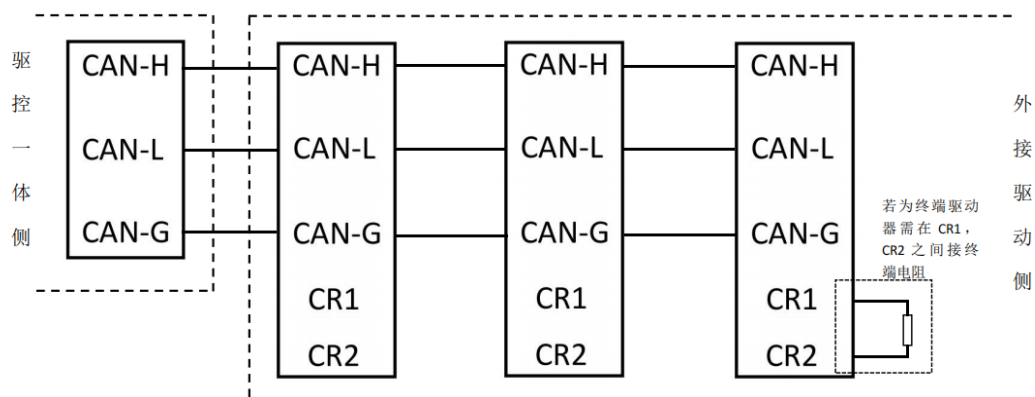 驱控一体侧
CAN-H
CAN-L
CAN-G
CAN-H
CAN-L
CAN-G
CR1
CR2
CAN-H
CAN-L
CAN-G
CR1
CR2
CAN-H
CAN-L
CAN-G
CR1
CR2
若为终端驱动
器需在 CR1，
CR2 之间接终
端电阻
外接驱动侧